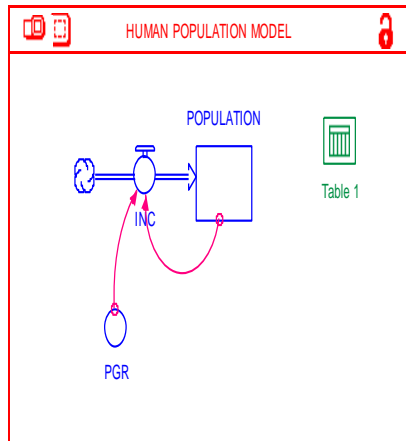 HUMAN POPULATION MODEL
POPULATION
Table 1
INC
PGR